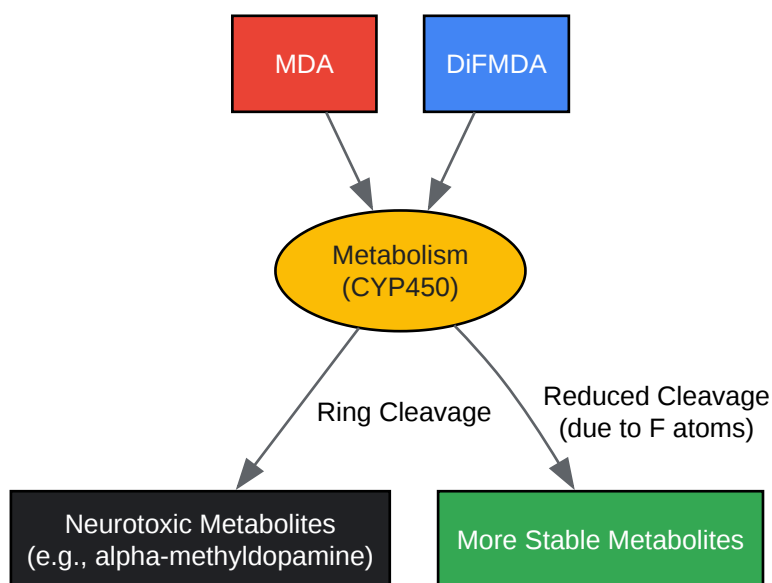 MDA
DiFMDA
Metabolism
(CYP450)
Ring Cleavage
Reduced Cleavage
(due to F atoms)
Neurotoxic Metabolites
(e.g., alpha-methyldopamine)
More Stable Metabolites